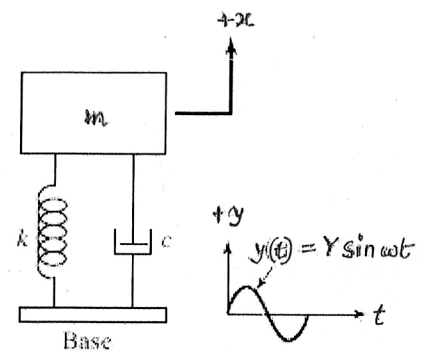 +x
m
k
c
+y
y(t) = Y sin ωt
t
Base